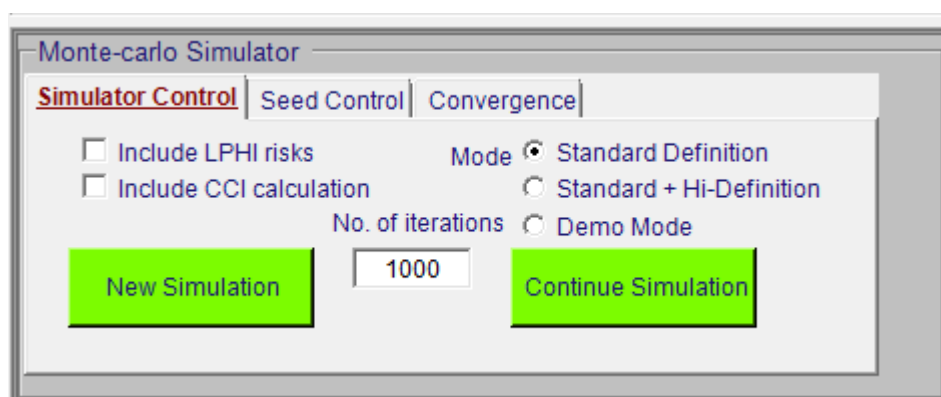 Monte-carlo Simulator
Simulator Control Seed Control Convergence
Include LPHI risks Mode Standard Definition
Include CCI calculation Standard + Hi-Definition
No. of iterations Demo Mode
New Simulation 1000 Continue Simulation